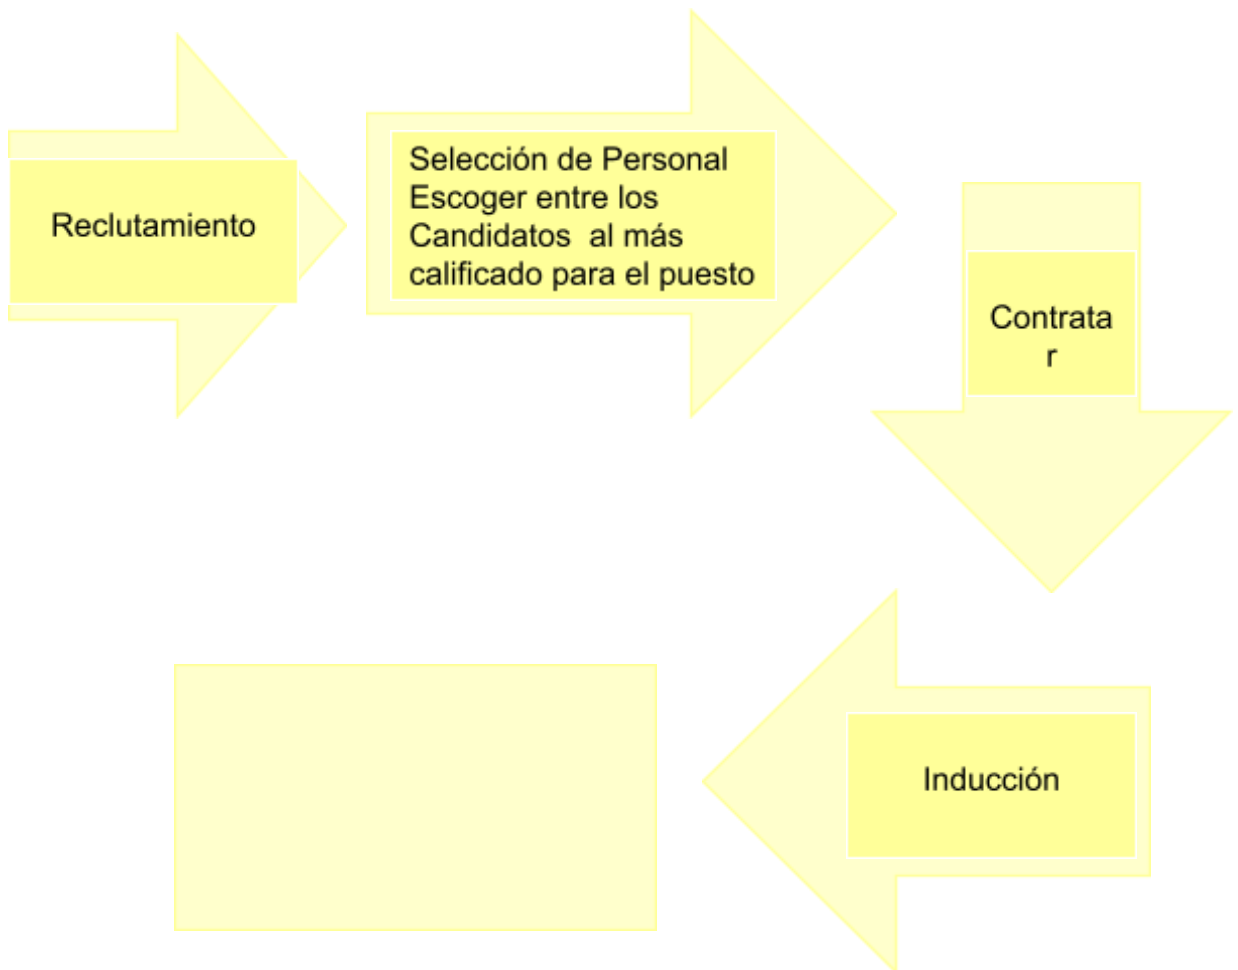 Reclutamiento
Selección de Personal
Escoger entre los
Candidatos  al más
calificado para el puesto
Contrata
r
Inducción